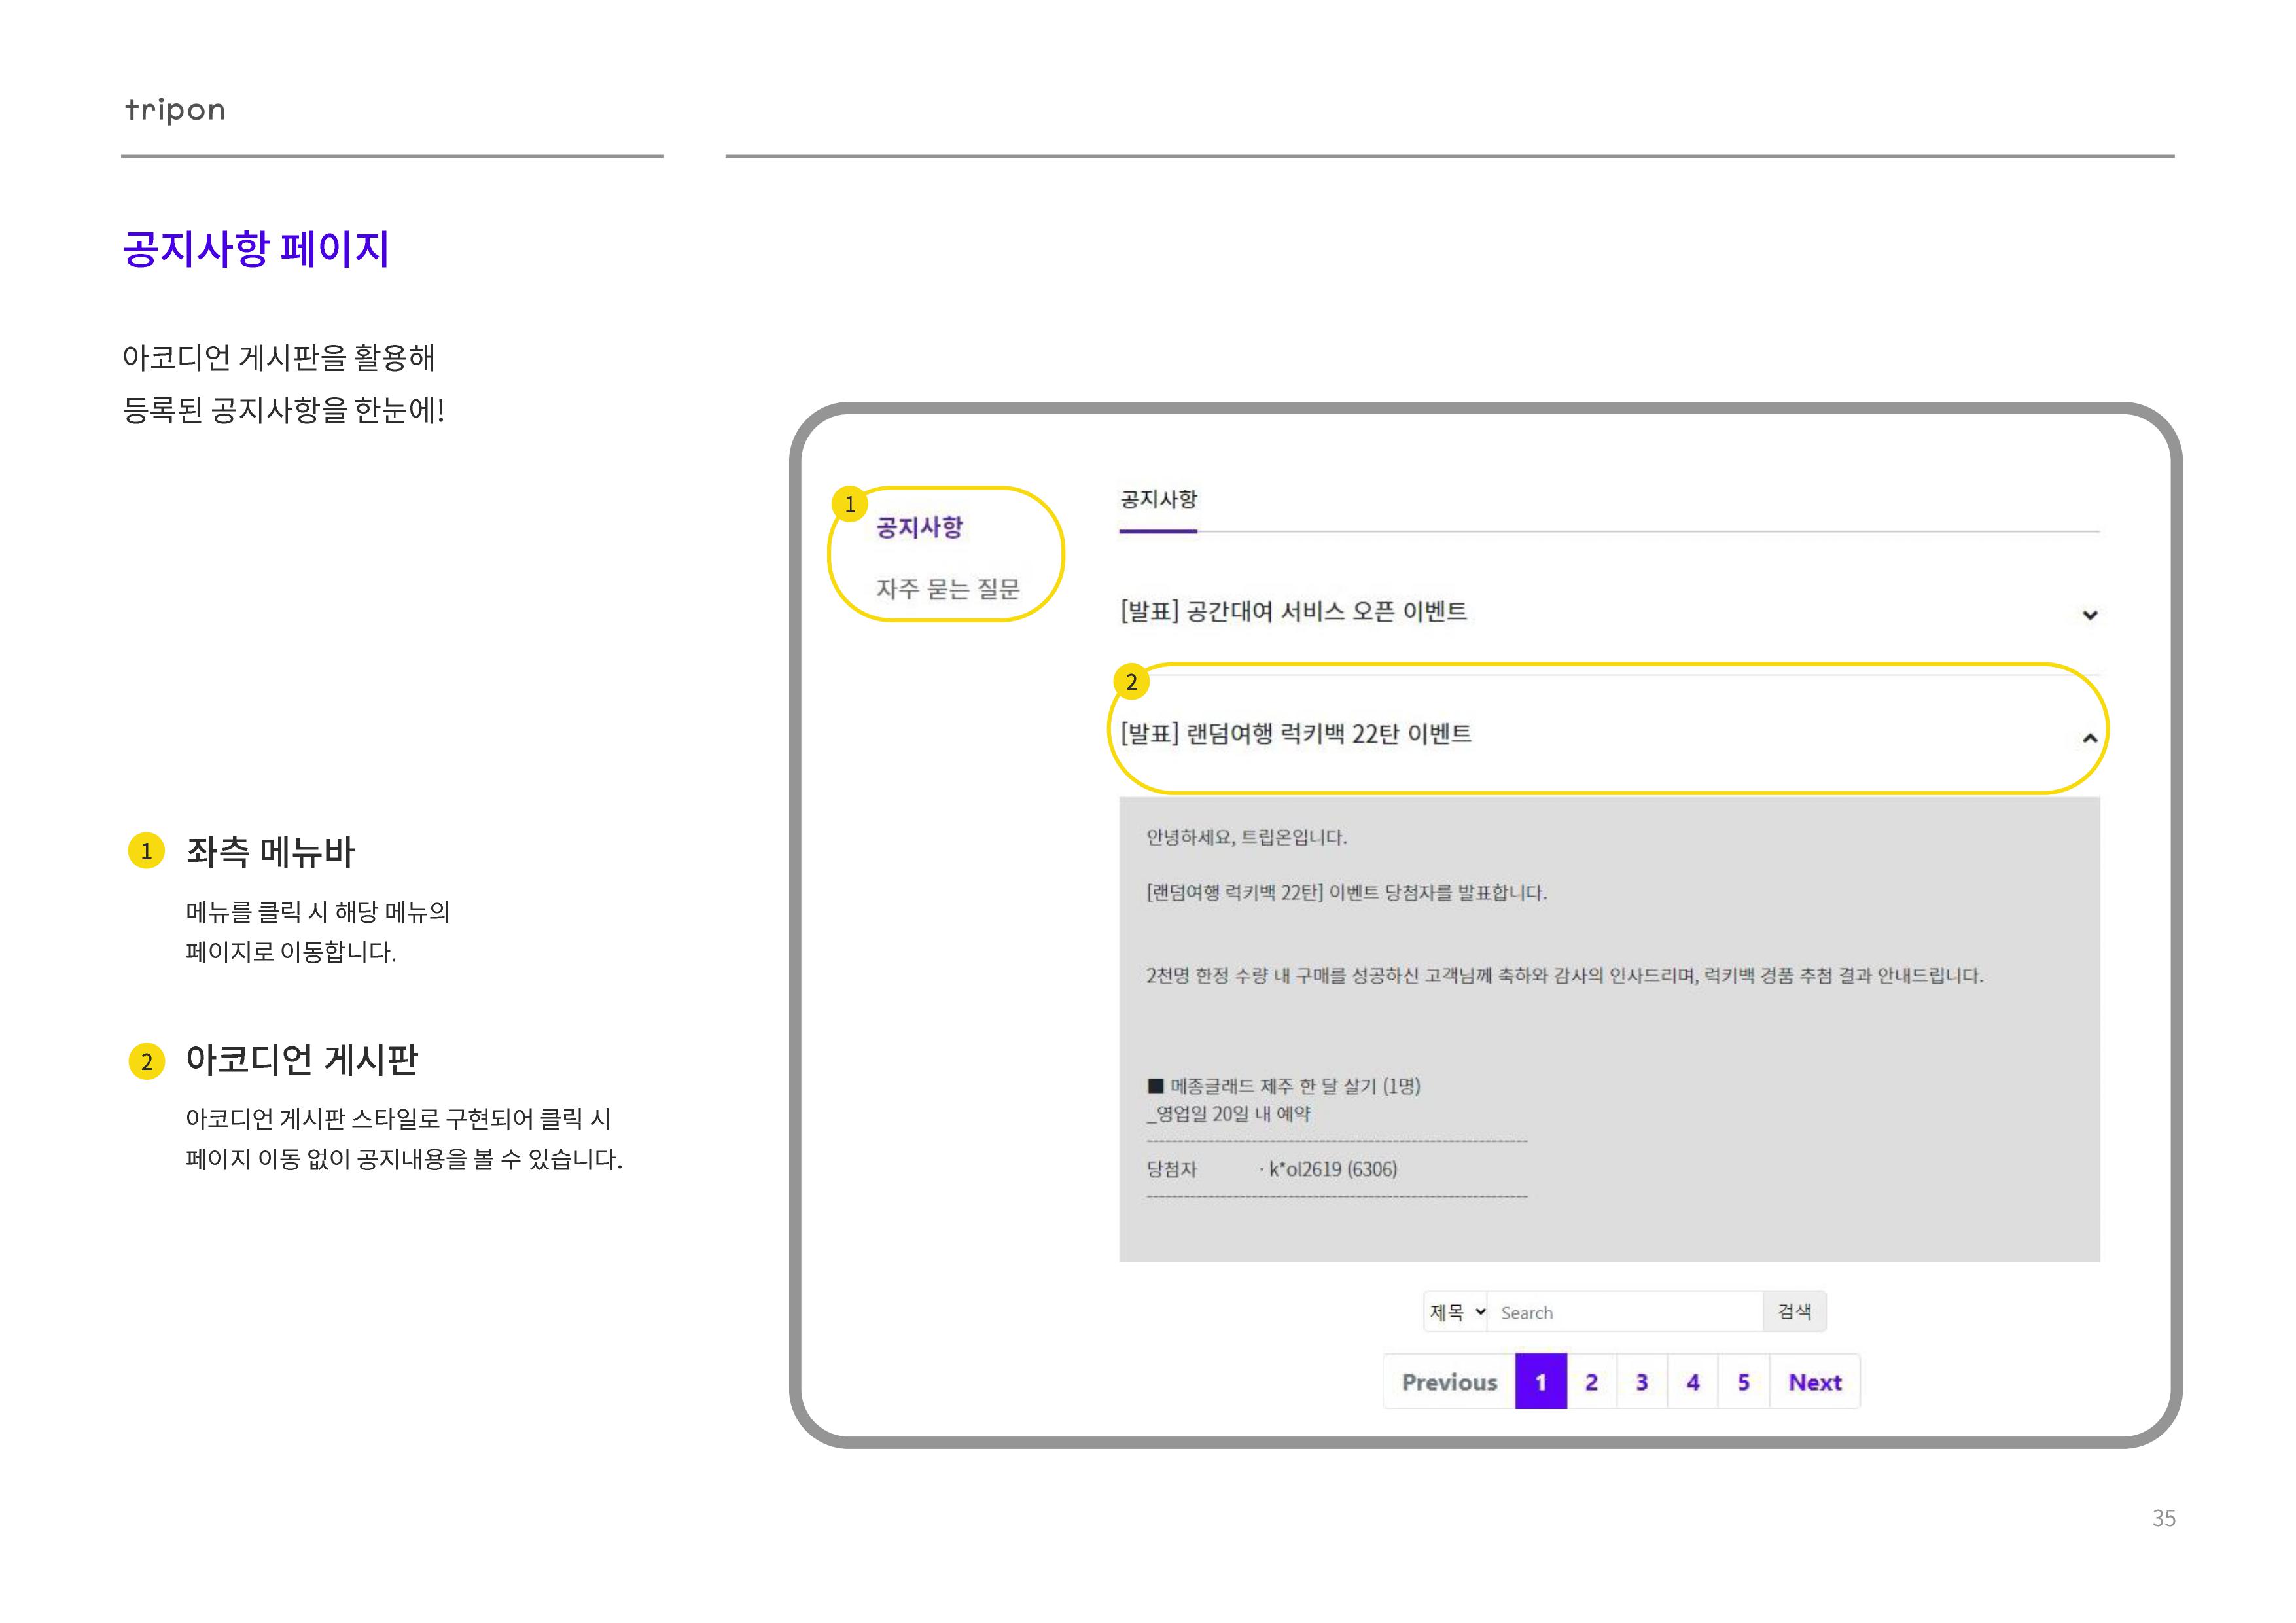 tripon
공지사항 페이지
아코디언 게시판을 활용해
등록된 공지사항을 한눈에!
1 좌측 메뉴바
메뉴를 클릭 시 해당 메뉴의
페이지로 이동합니다.
2 아코디언 게시판
아코디언 게시판 스타일로 구현되어 클릭 시
페이지 이동 없이 공지내용을 볼 수 있습니다.
1
공지사항
자주 묻는 질문
공지사항
[발표] 공간대여 서비스 오픈 이벤트
2
[발표] 랜덤여행 럭키백 22탄 이벤트
안녕하세요, 트립온입니다.
[랜덤여행 럭키백 22탄] 이벤트 당첨자를 발표합니다.
2천명 한정 수량 내 구매를 성공하신 고객님께 축하와 감사의 인사드리며, 럭키백 경품 추첨 결과 안내드립니다.
■ 메종글래드 제주 한 달 살기 (1명)
_영업일 20일 내 예약
--------------------------------------------------------------
당첨자 · k*ol2619 (6306)
--------------------------------------------------------------
제목 Search 검색
Previous 1 2 3 4 5 Next
35